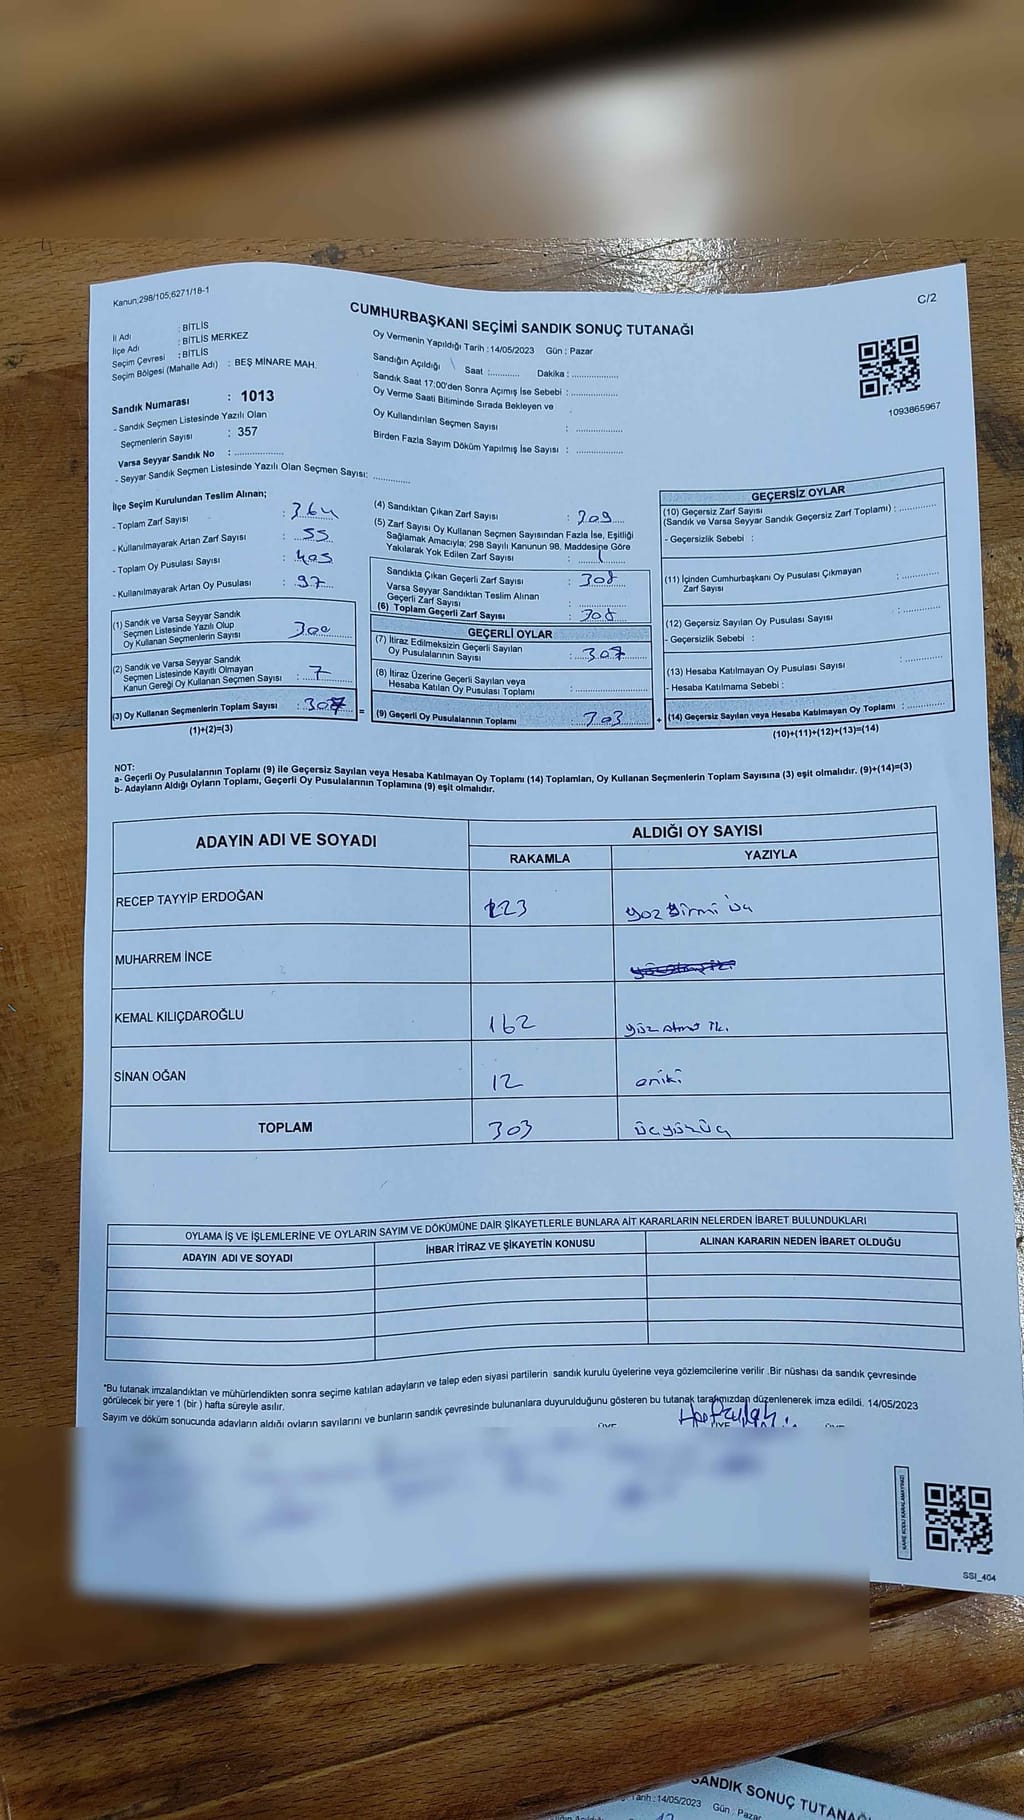 Kanun,298/105,6271/18-1
C/2
CUMHURBAŞKANI SEÇİMİ SANDIK SONUÇ TUTANAĞI
İl Adı : BİTLİS
İlçe Adı : BİTLİS MERKEZ
Seçim Çevresi : BİTLİS
Seçim Bölgesi (Mahalle Adı) : BEŞ MİNARE MAH.
Oy Vermenin Yapıldığı Tarih : 14/05/2023 Gün : Pazar
Sandığın Açıldığı Saat :........... Dakika :................
Sandık Saat 17:00'den Sonra Açımış İse Sebebi :................
Oy Verme Saati Bitiminde Sırada Bekleyen ve
Oy Kullandırılan Seçmen Sayısı : ................
Birden Fazla Sayım Döküm Yapılmış İse Sayısı : ................
1093865967
Sandık Numarası : 1013
- Sandık Seçmen Listesinde Yazılı Olan
Seçmenlerin Sayısı : 357
Varsa Seyyar Sandık No : ................
- Seyyar Sandık Seçmen Listesinde Yazılı Olan Seçmen Sayısı: ............
İlçe Seçim Kurulundan Teslim Alınan;
- Toplam Zarf Sayısı : 364
- Kullanılmayarak Artan Zarf Sayısı : 55
- Toplam Oy Pusulası Sayısı : 405
- Kullanılmayarak Artan Oy Pusulası : 97
(1) Sandık ve Varsa Seyyar Sandık
Seçmen Listesinde Yazılı Olup
Oy Kullanan Seçmenlerin Sayısı 300
(2) Sandık ve Varsa Seyyar Sandık
Seçmen Listesinde Kayıtlı Olmayan
Kanun Gereği Oy Kullanan Seçmen Sayısı : 7
(3) Oy Kullanan Seçmenlerin Toplam Sayısı : 307
(1)+(2)=(3)
(4) Sandıktan Çıkan Zarf Sayısı : 309
(5) Zarf Sayısı Oy Kullanan Seçmen Sayısından Fazla İse, Eşitliği
Sağlamak Amacıyla; 298 Sayılı Kanunun 98. Maddesine Göre
Yakılarak Yok Edilen Zarf Sayısı : 1
Sandıkta Çıkan Geçerli Zarf Sayısı : 308
Varsa Seyyar Sandıktan Teslim Alınan
Geçerli Zarf Sayısı : ................
(6) Toplam Geçerli Zarf Sayısı : 308
GEÇERLİ OYLAR
(7) İtiraz Edilmeksizin Geçerli Sayılan
Oy Pusulalarının Sayısı : 307
(8) İtiraz Üzerine Geçerli Sayılan veya
Hesaba Katılan Oy Pusulası Toplamı : ................
=
(9) Geçerli Oy Pusulalarının Toplamı : 303
+
GEÇERSİZ OYLAR
(10) Geçersiz Zarf Sayısı
(Sandık ve Varsa Seyyar Sandık Geçersiz Zarf Toplamı) : ............
- Geçersizlik Sebebi :
(11) İçinden Cumhurbaşkanı Oy Pusulası Çıkmayan
Zarf Sayısı : ............
(12) Geçersiz Sayılan Oy Pusulası Sayısı : ............
- Geçersizlik Sebebi :
(13) Hesaba Katılmayan Oy Pusulası Sayısı : ............
- Hesaba Katılmama Sebebi :
(14) Geçersiz Sayılan veya Hesaba Katılmayan Oy Toplamı : ............
(10)+(11)+(12)+(13)=(14)
NOT:
a- Geçerli Oy Pusulalarının Toplamı (9) ile Geçersiz Sayılan veya Hesaba Katılmayan Oy Toplamı (14) Toplamları, Oy Kullanan Seçmenlerin Toplam Sayısına (3) eşit olmalıdır. (9)+(14)=(3)
b- Adayların Aldığı Oyların Toplamı, Geçerli Oy Pusulalarının Toplamına (9) eşit olmalıdır.
ADAYIN ADI VE SOYADI
ALDIĞI OY SAYISI
RAKAMLA YAZIYLA
RECEP TAYYİP ERDOĞAN 123 yoz yirmi üç
MUHARREM İNCE
KEMAL KILIÇDAROĞLU 162 yüz atmış iki
SİNAN OĞAN 12 oniki
TOPLAM 303 üçyüzüç
OYLAMA İŞ VE İŞLEMLERİNE VE OYLARIN SAYIM VE DÖKÜMÜNE DAİR ŞİKAYETLERLE BUNLARA AİT KARARLARIN NELERDEN İBARET BULUNDUKLARI
ADAYIN ADI VE SOYADI İHBAR İTİRAZ VE ŞİKAYETİN KONUSU ALINAN KARARIN NEDEN İBARET OLDUĞU
*Bu tutanak imzalandıktan ve mühürlendikten sonra seçime katılan adayların ve talep eden siyasi partilerin sandık kurulu üyelerine veya gözlemcilerine verilir .Bir nüshası da sandık çevresinde
görülecek bir yere 1 (bir ) hafta süreyle asılır.
Sayım ve döküm sonucunda adayların aldığı oyların sayılarını ve bunların sandık çevresinde bulunanlara duyurulduğunu gösteren bu tutanak tarafımızdan düzenlenerek imza edildi. 14/05/2023
ÜYE ÜYE ÜYE
KARE KODU KARALAMAYINIZ!
SSI_404
SANDIK SONUÇ TUTANAĞI
Tarih : 14/05/2023 Gün : Pazar